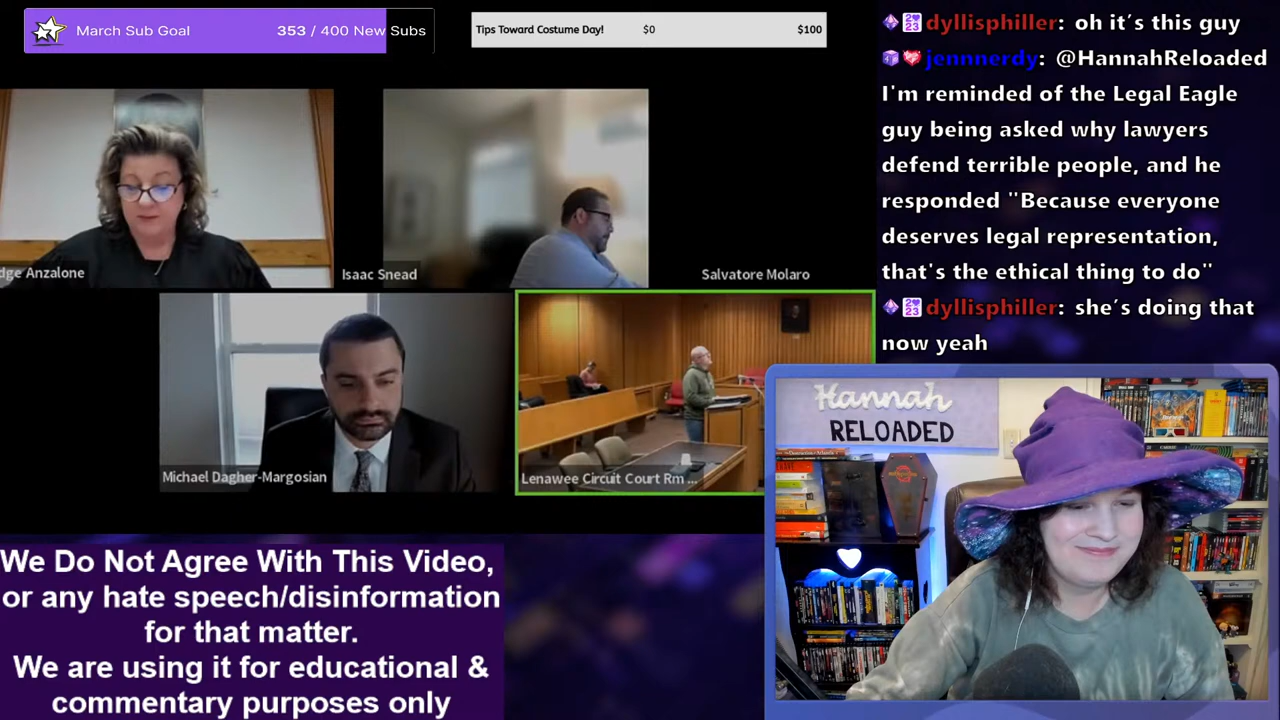 March Sub Goal 353 / 400 New Subs
Tips Toward Costume Day! $0 $100
dge Anzalone
Isaac Snead
Salvatore Molaro
Michael Dagher-Margosian
Lenawee Circuit Court Rm ...
We Do Not Agree With This Video,
or any hate speech/disinformation
for that matter.
We are using it for educational &
commentary purposes only
dyllisphiller: oh it's this guy
jennnerdy: @HannahReloaded
I'm reminded of the Legal Eagle
guy being asked why lawyers
defend terrible people, and he
responded "Because everyone
deserves legal representation,
that's the ethical thing to do"
dyllisphiller: she's doing that
now yeah
Hannah
RELOADED